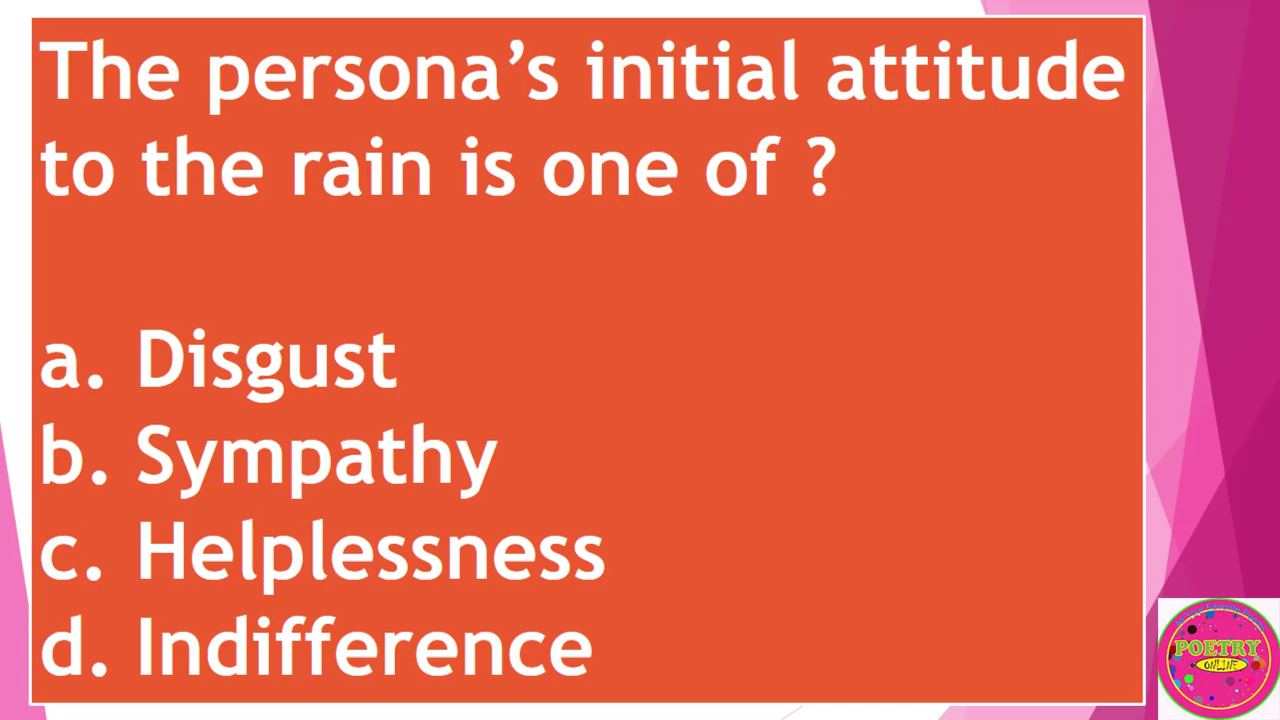 The persona’s initial attitude
to the rain is one of ?
a. Disgust
b. Sympathy
c. Helplessness
d. Indifference
POETRY
ONLINE